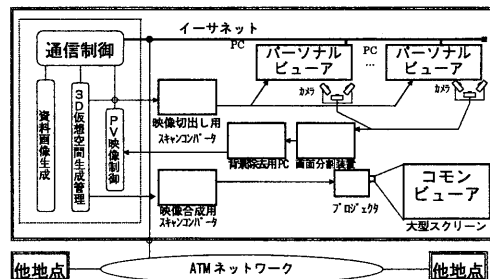 イーサネット
通信制御
PC
PC
...
パーソナル
ビューア
パーソナル
ビューア
カメラ
カメラ
資料画像生成
3D仮想空間生成管理
PV映像制御
映像切出し用
スキャンコンバータ
背景除去用PC
画面分割装置
映像合成用
スキャンコンバータ
プロジェクタ
コモン
ビューア
大型スクリーン
他地点
ATMネットワーク
他地点